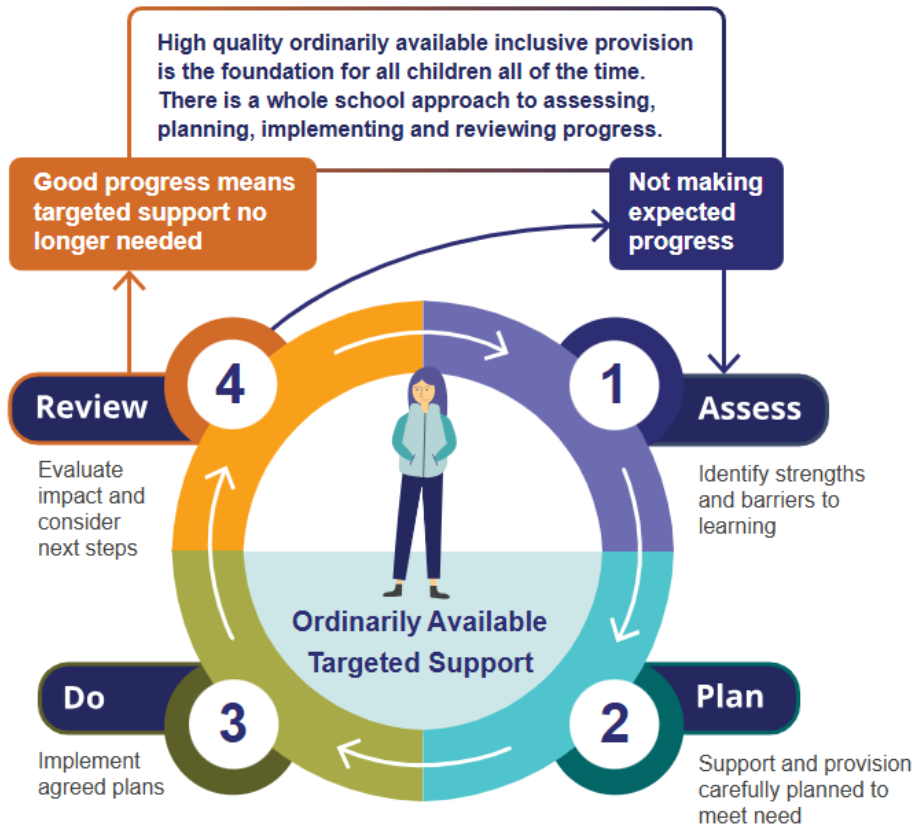 High quality ordinarily available inclusive provision
is the foundation for all children all of the time.
There is a whole school approach to assessing,
planning, implementing and reviewing progress.
Good progress means
targeted support no
longer needed
Not making
expected
progress
1
Assess
Identify strengths
and barriers to
learning
2
Plan
Support and provision
carefully planned to
meet need
3
Do
Implement
agreed plans
4
Review
Evaluate
impact and
consider
next steps
Ordinarily Available
Targeted Support